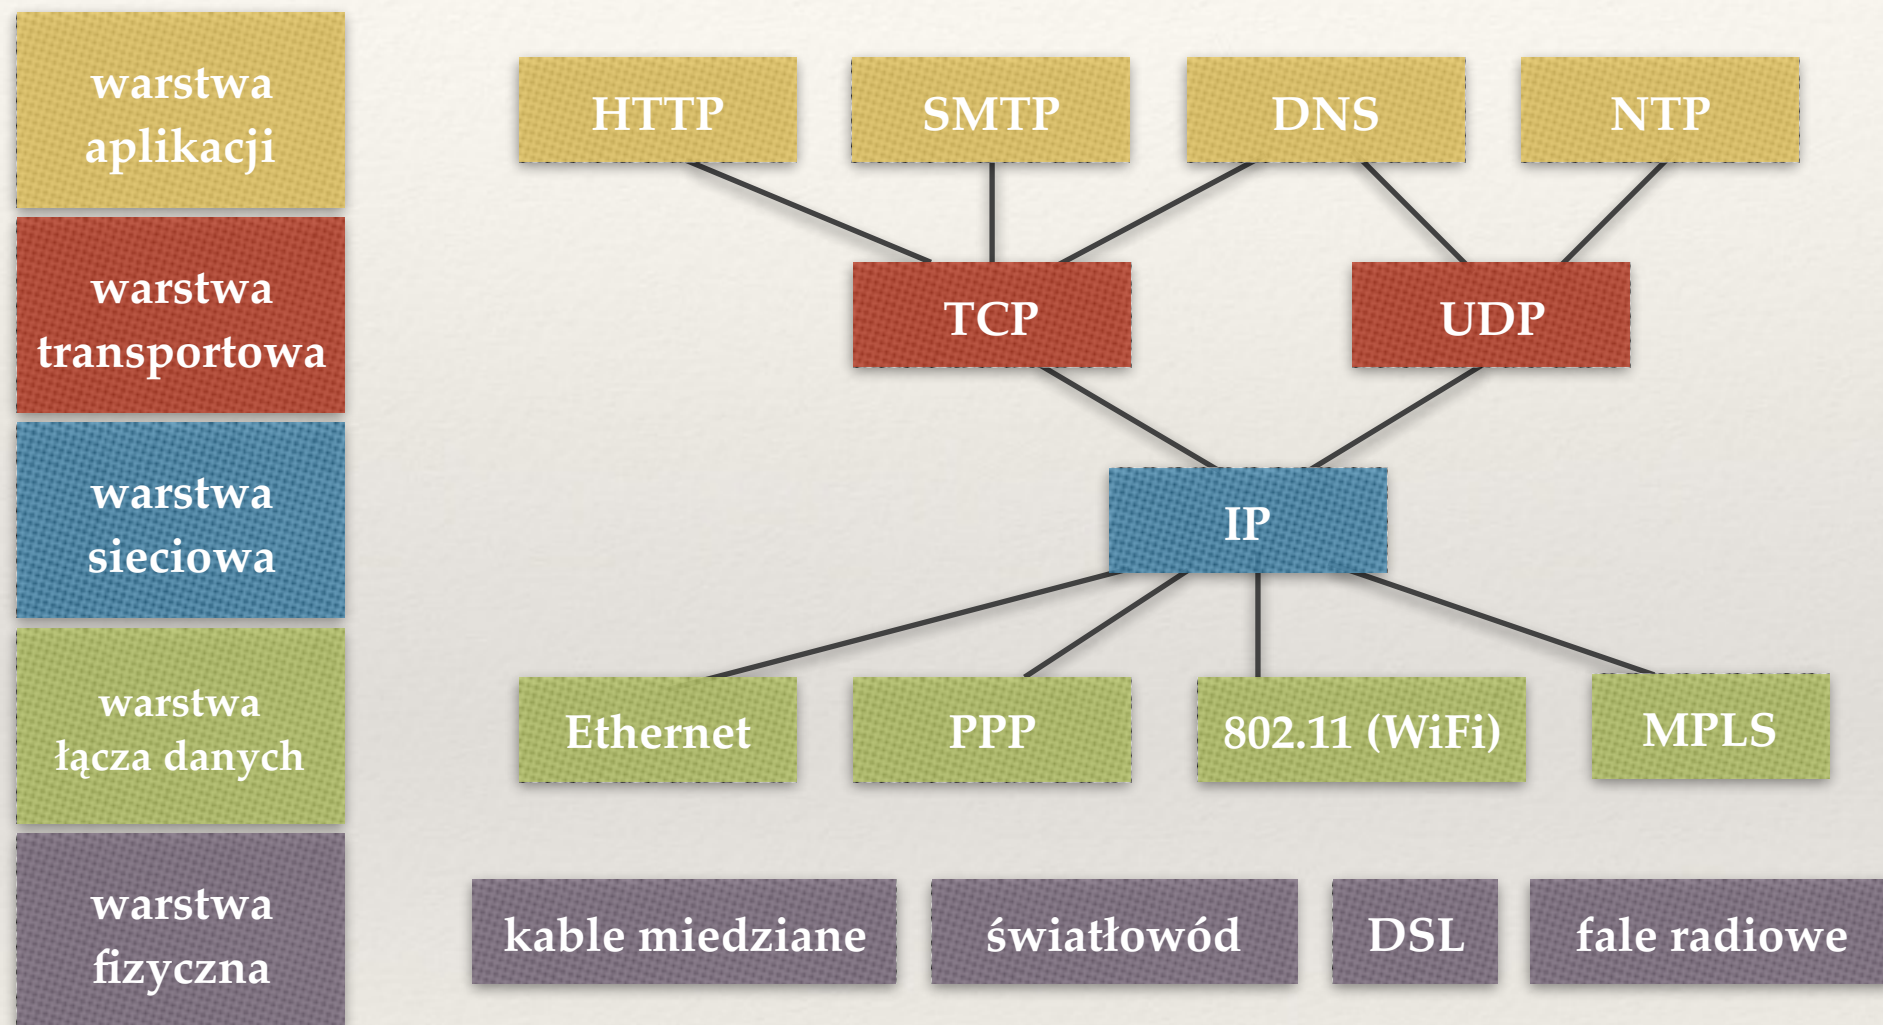 warstwa
aplikacji
HTTP
SMTP
DNS
NTP
warstwa
transportowa
TCP
UDP
warstwa
sieciowa
IP
warstwa
łącza danych
Ethernet
PPP
802.11 (WiFi)
MPLS
warstwa
fizyczna
kable miedziane
światłowód
DSL
fale radiowe